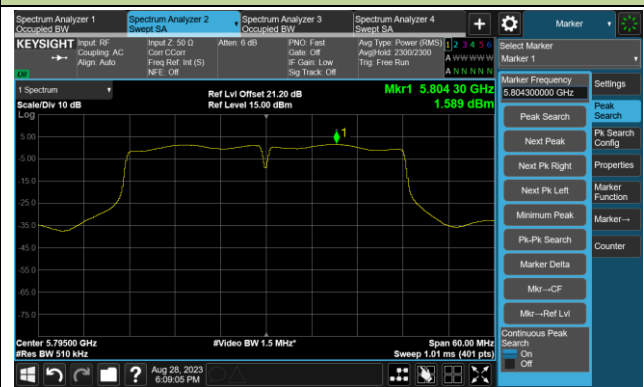 Spectrum Analyzer 1
Occupied BW
Spectrum Analyzer 2
Swept SA
Spectrum Analyzer 3
Occupied BW
Spectrum Analyzer 4
Swept SA
+
Marker
KEYSIGHT
Input: RF
Coupling: AC
Align: Auto
Input Z: 50 Ω
Corr CCorr
Freq Ref: Int (S)
NFE: Off
Atten: 6 dB
PNO: Fast
Gate: Off
IF Gain: Low
Sig Track: Off
Avg Type: Power (RMS)
Avg|Hold: 2300/2300
Trig: Free Run
1 2 3 4 5 6
A W W W W W
A N N N N N
Select Marker
Marker 1
1 Spectrum
Scale/Div 10 dB
Log
Ref Lvl Offset 21.20 dB
Ref Level 15.00 dBm
Mkr1 5.804 30 GHz
1.589 dBm
5.00
-5.00
-15.0
-25.0
-35.0
-45.0
-55.0
-65.0
-75.0
1
Center 5.79500 GHz
#Res BW 510 kHz
#Video BW 1.5 MHz*
Span 60.00 MHz
Sweep 1.01 ms (401 pts)
Marker Frequency
5.804300000 GHz
Peak Search
Next Peak
Next Pk Right
Next Pk Left
Minimum Peak
Pk-Pk Search
Marker Delta
Mkr→CF
Mkr→Ref Lvl
Continuous Peak
Search
On
Off
Settings
Peak
Search
Pk Search
Config
Properties
Marker
Function
Marker→
Counter
?
Aug 28, 2023
6:09:05 PM